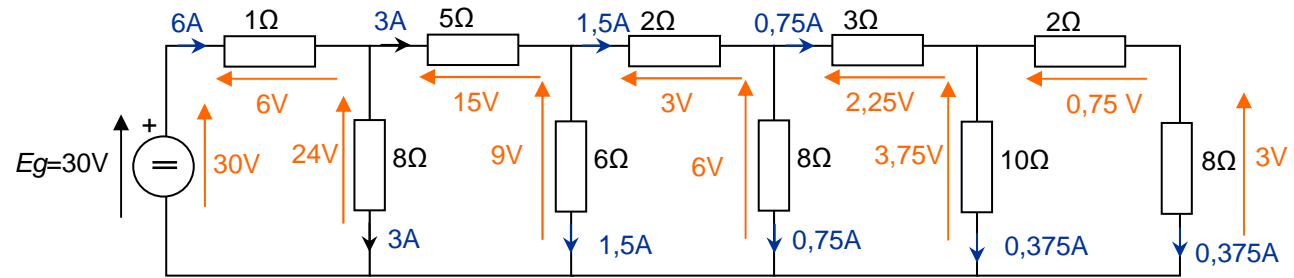 6A 1Ω 3A 5Ω 1,5A 2Ω 0,75A 3Ω 2Ω
6V 15V 3V 2,25V 0,75 V
Eg=30V + = 30V 24V 8Ω 9V 6Ω 6V 8Ω 3,75V 10Ω 8Ω 3V
3A 1,5A 0,75A 0,375A 0,375A